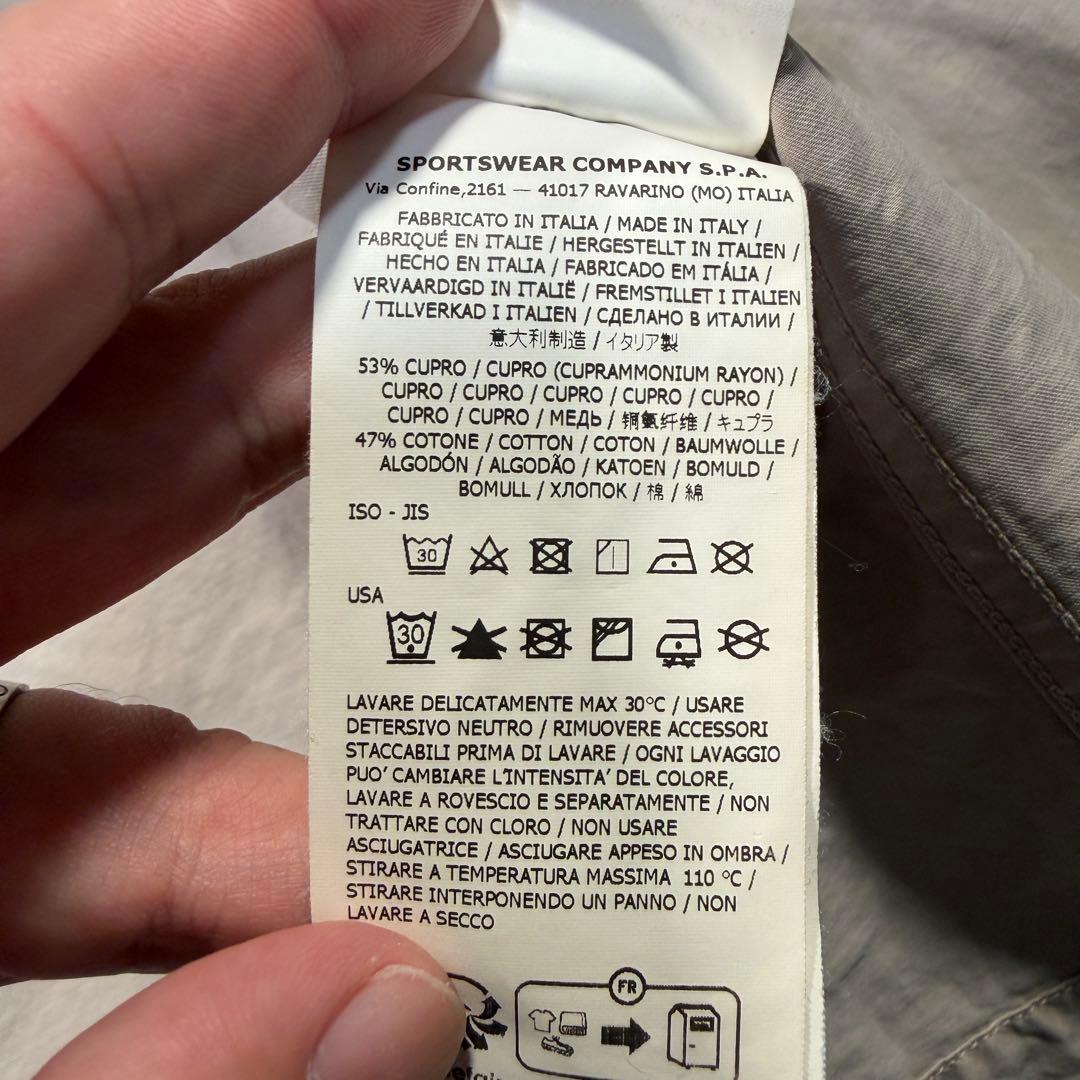 SPORTSWEAR COMPANY S.P.A.
Via Confine,2161 — 41017 RAVARINO (MO) ITALIA
FABBRICATO IN ITALIA / MADE IN ITALY /
FABRIQUÉ EN ITALIE / HERGESTELLT IN ITALIEN /
HECHO EN ITALIA / FABRICADO EM ITÁLIA /
VERVAARDIGD IN ITALIË / FREMSTILLET I ITALIEN
/ TILLVERKAD I ITALIEN / СДЕЛАНО В ИТАЛИИ /
意大利制造 / イタリア製
53% CUPRO / CUPRO (CUPRAMMONIUM RAYON) /
CUPRO / CUPRO / CUPRO / CUPRO / CUPRO /
CUPRO / CUPRO / МЕДЬ / 铜氨纤维 / キュプラ
47% COTONE / COTTON / COTON / BAUMWOLLE /
ALGODÓN / ALGODÃO / KATOEN / BOMULD /
BOMULL / ХЛОПОК / 棉 / 綿
ISO - JIS
30
USA
30
LAVARE DELICATAMENTE MAX 30°C / USARE
DETERSIVO NEUTRO / RIMUOVERE ACCESSORI
STACCABILI PRIMA DI LAVARE / OGNI LAVAGGIO
PUO' CAMBIARE L'INTENSITA' DEL COLORE,
LAVARE A ROVESCIO E SEPARATAMENTE / NON
TRATTARE CON CLORO / NON USARE
ASCIUGATRICE / ASCIUGARE APPESO IN OMBRA /
STIRARE A TEMPERATURA MASSIMA 110 °C /
STIRARE INTERPONENDO UN PANNO / NON
LAVARE A SECCO
FR